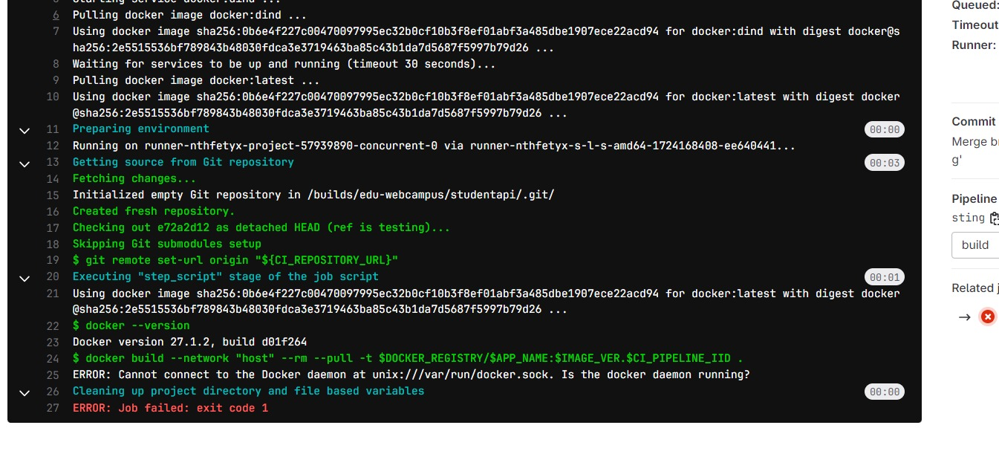 Starting service docker:dind ...
6 Pulling docker image docker:dind ...
7 Using docker image sha256:0b6e4f227c00470097995ec32b0cf10b3f8ef01abf3a485dbe1907ece22acd94 for docker:dind with digest docker@s
ha256:2e5515536bf789843b48030fdca3e3719463ba85c43b1da7d5687f5997b79d26 ...
8 Waiting for services to be up and running (timeout 30 seconds)...
9 Pulling docker image docker:latest ...
10 Using docker image sha256:0b6e4f227c00470097995ec32b0cf10b3f8ef01abf3a485dbe1907ece22acd94 for docker:latest with digest docker
@sha256:2e5515536bf789843b48030fdca3e3719463ba85c43b1da7d5687f5997b79d26 ...
11 Preparing environment 00:00
12 Running on runner-nthfetyx-project-57939890-concurrent-0 via runner-nthfetyx-s-l-s-amd64-1724168408-ee640441...
13 Getting source from Git repository 00:03
14 Fetching changes...
15 Initialized empty Git repository in /builds/edu-webcampus/studentapi/.git/
16 Created fresh repository.
17 Checking out e72a2d12 as detached HEAD (ref is testing)...
18 Skipping Git submodules setup
19 $ git remote set-url origin "${CI_REPOSITORY_URL}"
20 Executing "step_script" stage of the job script 00:01
21 Using docker image sha256:0b6e4f227c00470097995ec32b0cf10b3f8ef01abf3a485dbe1907ece22acd94 for docker:latest with digest docker
@sha256:2e5515536bf789843b48030fdca3e3719463ba85c43b1da7d5687f5997b79d26 ...
22 $ docker --version
23 Docker version 27.1.2, build d01f264
24 $ docker build --network "host" --rm --pull -t $DOCKER_REGISTRY/$APP_NAME:$IMAGE_VER.$CI_PIPELINE_IID .
25 ERROR: Cannot connect to the Docker daemon at unix:///var/run/docker.sock. Is the docker daemon running?
26 Cleaning up project directory and file based variables 00:00
27 ERROR: Job failed: exit code 1
Queued:
Timeout
Runner:
Commit
Merge br
g'
Pipeline
sting
build
Related j